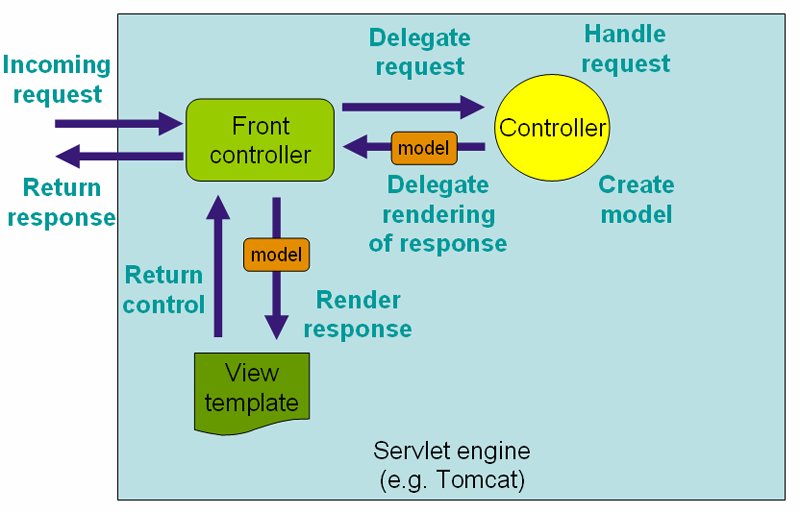 Incoming
request
Return
response
Front
controller
Delegate
request
Handle
request
Controller
model
Delegate
rendering
of response
Create
model
model
Return
control
Render
response
View
template
Servlet engine
(e.g. Tomcat)